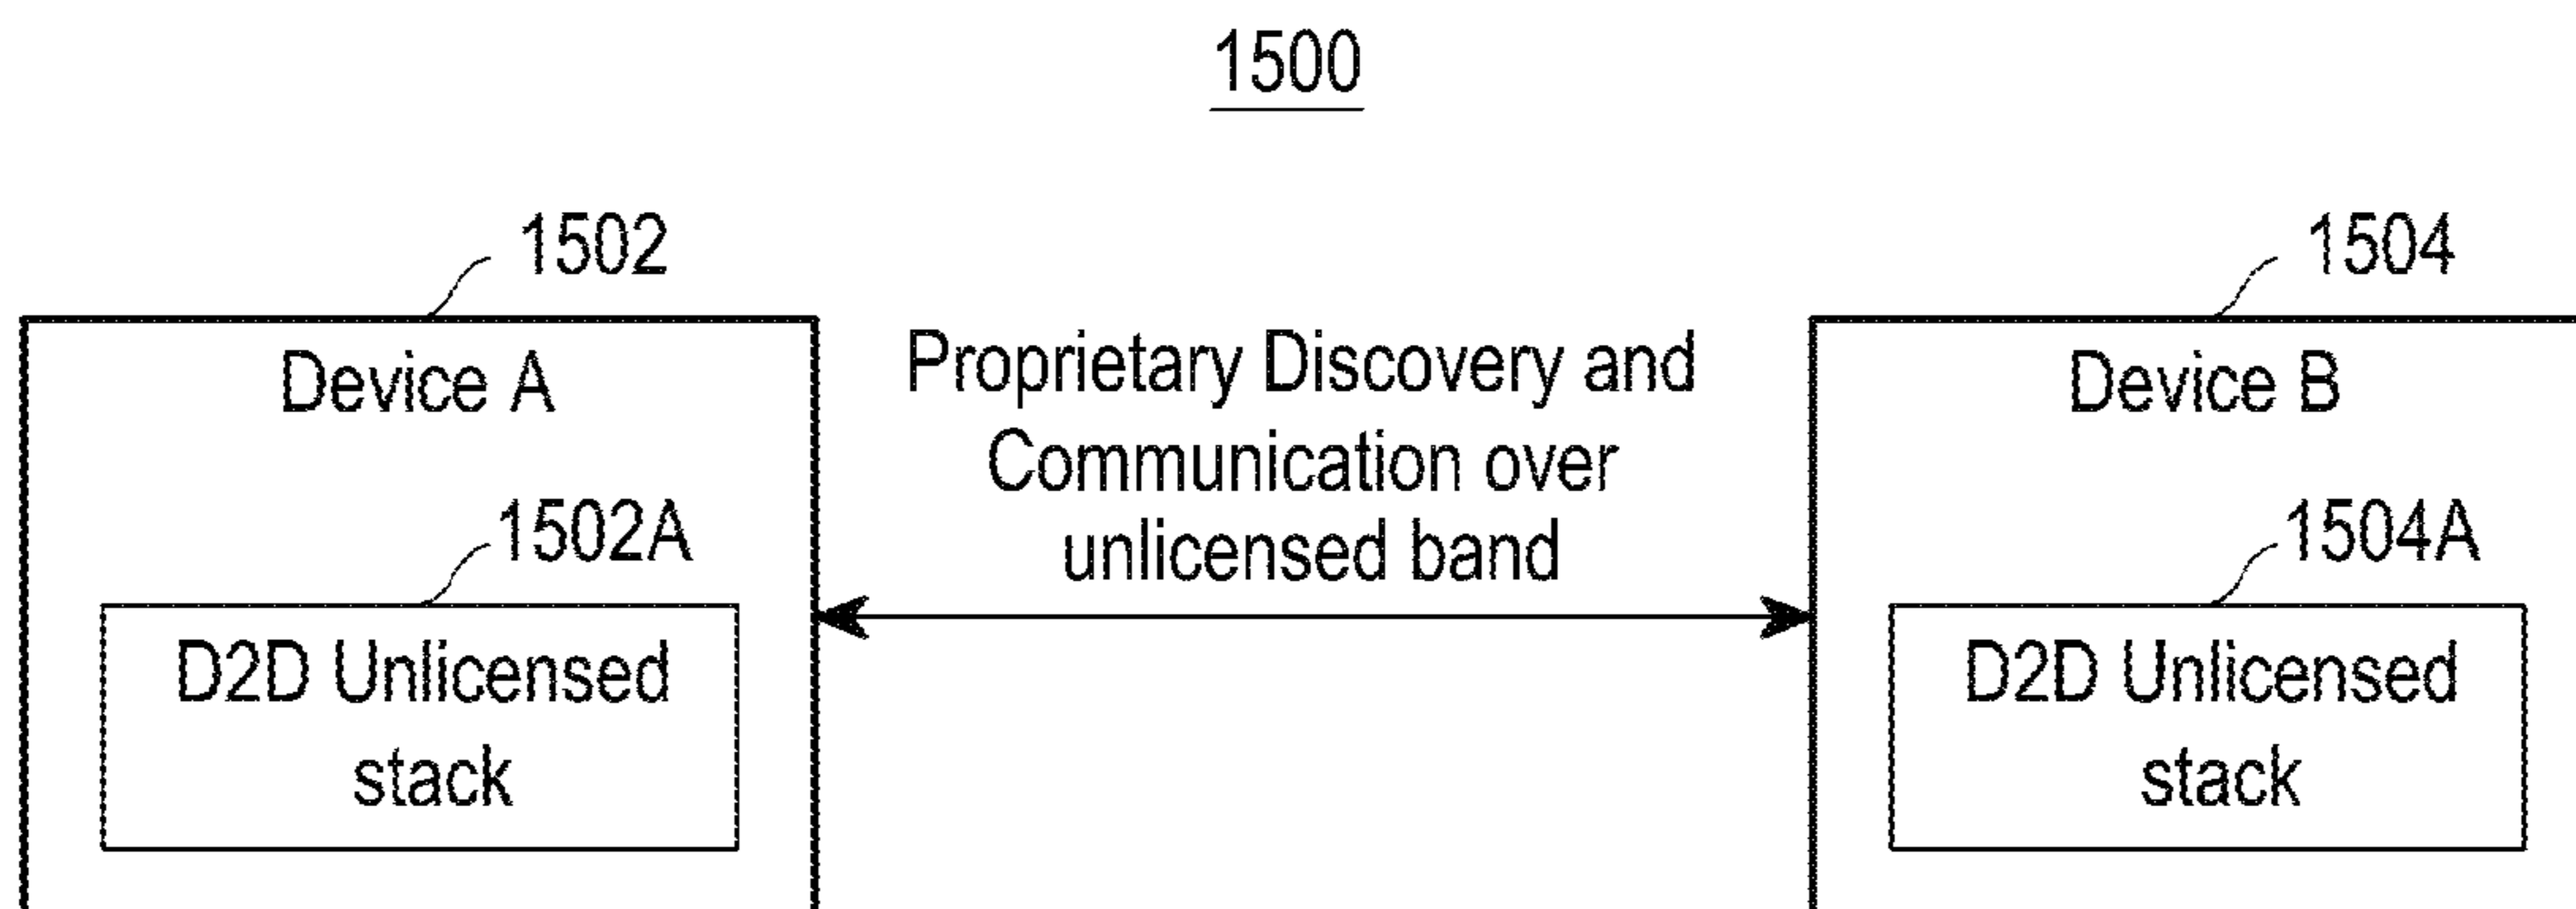 1500
1502
1504
Device A
Proprietary Discovery and
Communication over
unlicensed band
Device B
1502A
D2D Unlicensed
stack
1504A
D2D Unlicensed
stack